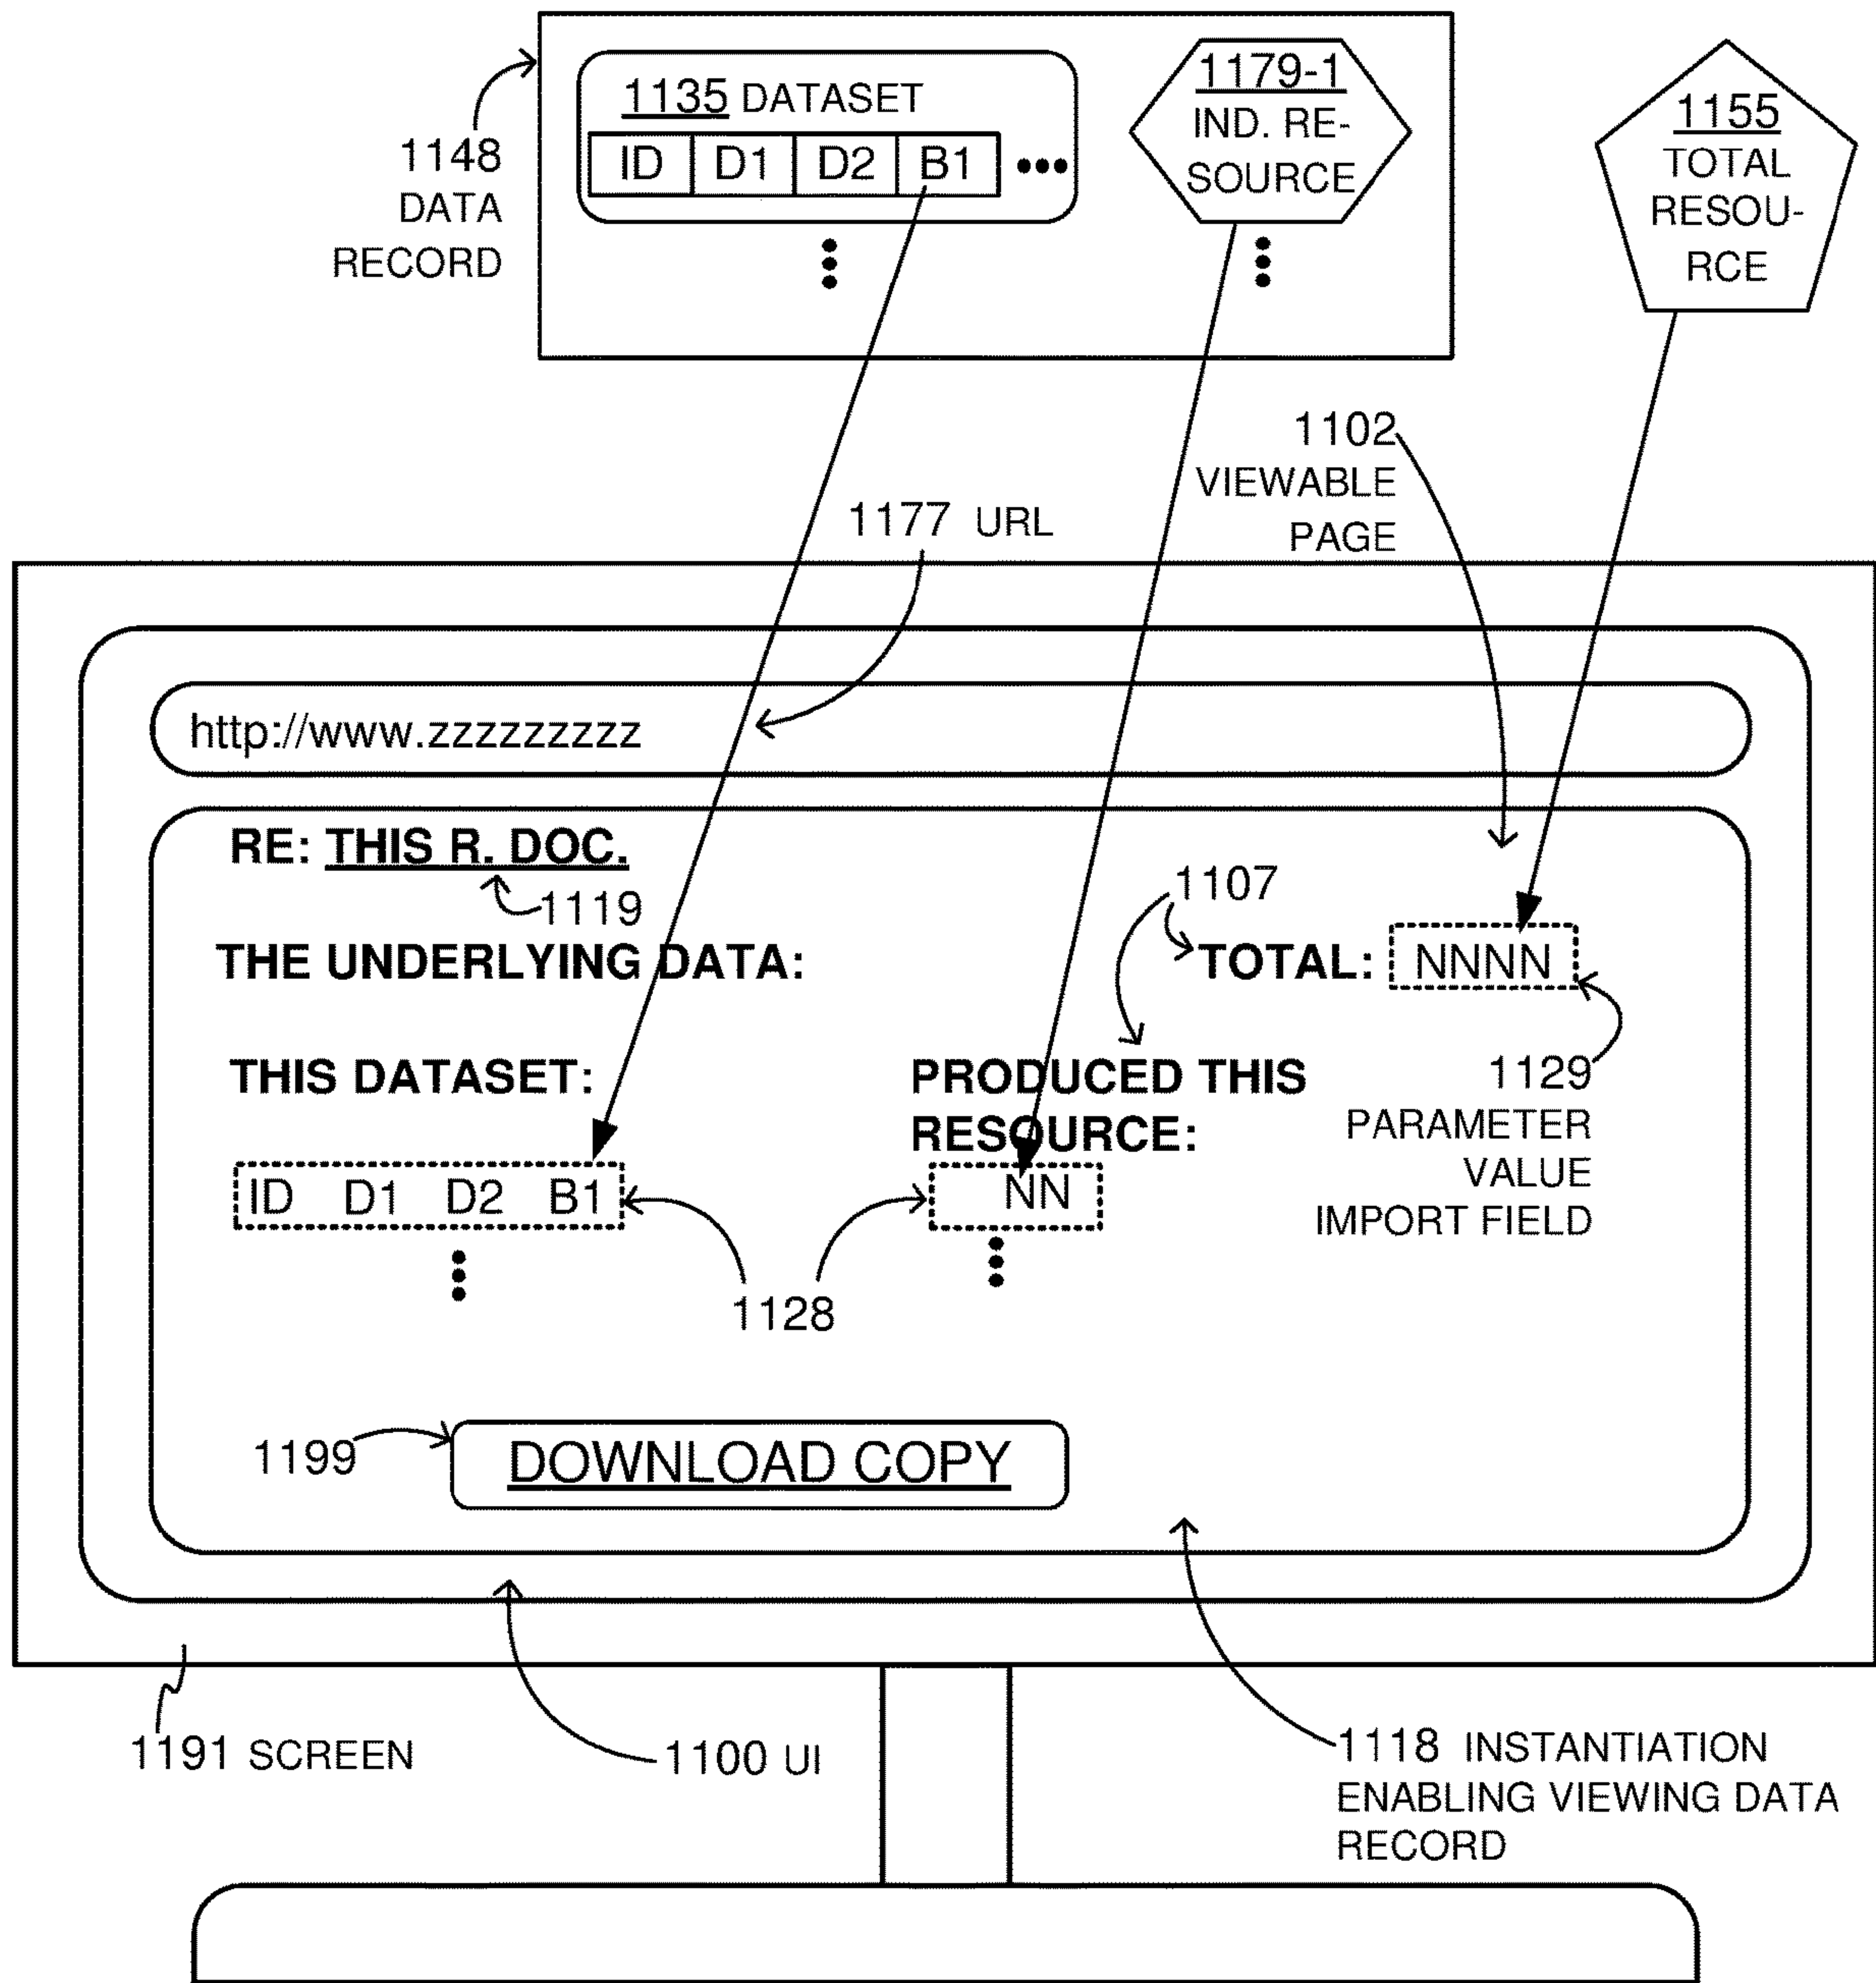 1135 DATASET
ID D1 D2 B1
1179-1
IND. RE-
SOURCE
1155
TOTAL
RESOU-
RCE
1148
DATA
RECORD
1102
VIEWABLE
PAGE
1177 URL
http://www.zzzzzzzzz
RE: THIS R. DOC.
1119
1107
THE UNDERLYING DATA:
TOTAL: NNNN
THIS DATASET:
PRODUCED THIS
RESOURCE:
1129
PARAMETER
VALUE
IMPORT FIELD
ID D1 D2 B1
NN
1128
1199
DOWNLOAD COPY
1191 SCREEN
1100 UI
1118 INSTANTIATION
ENABLING VIEWING DATA
RECORD